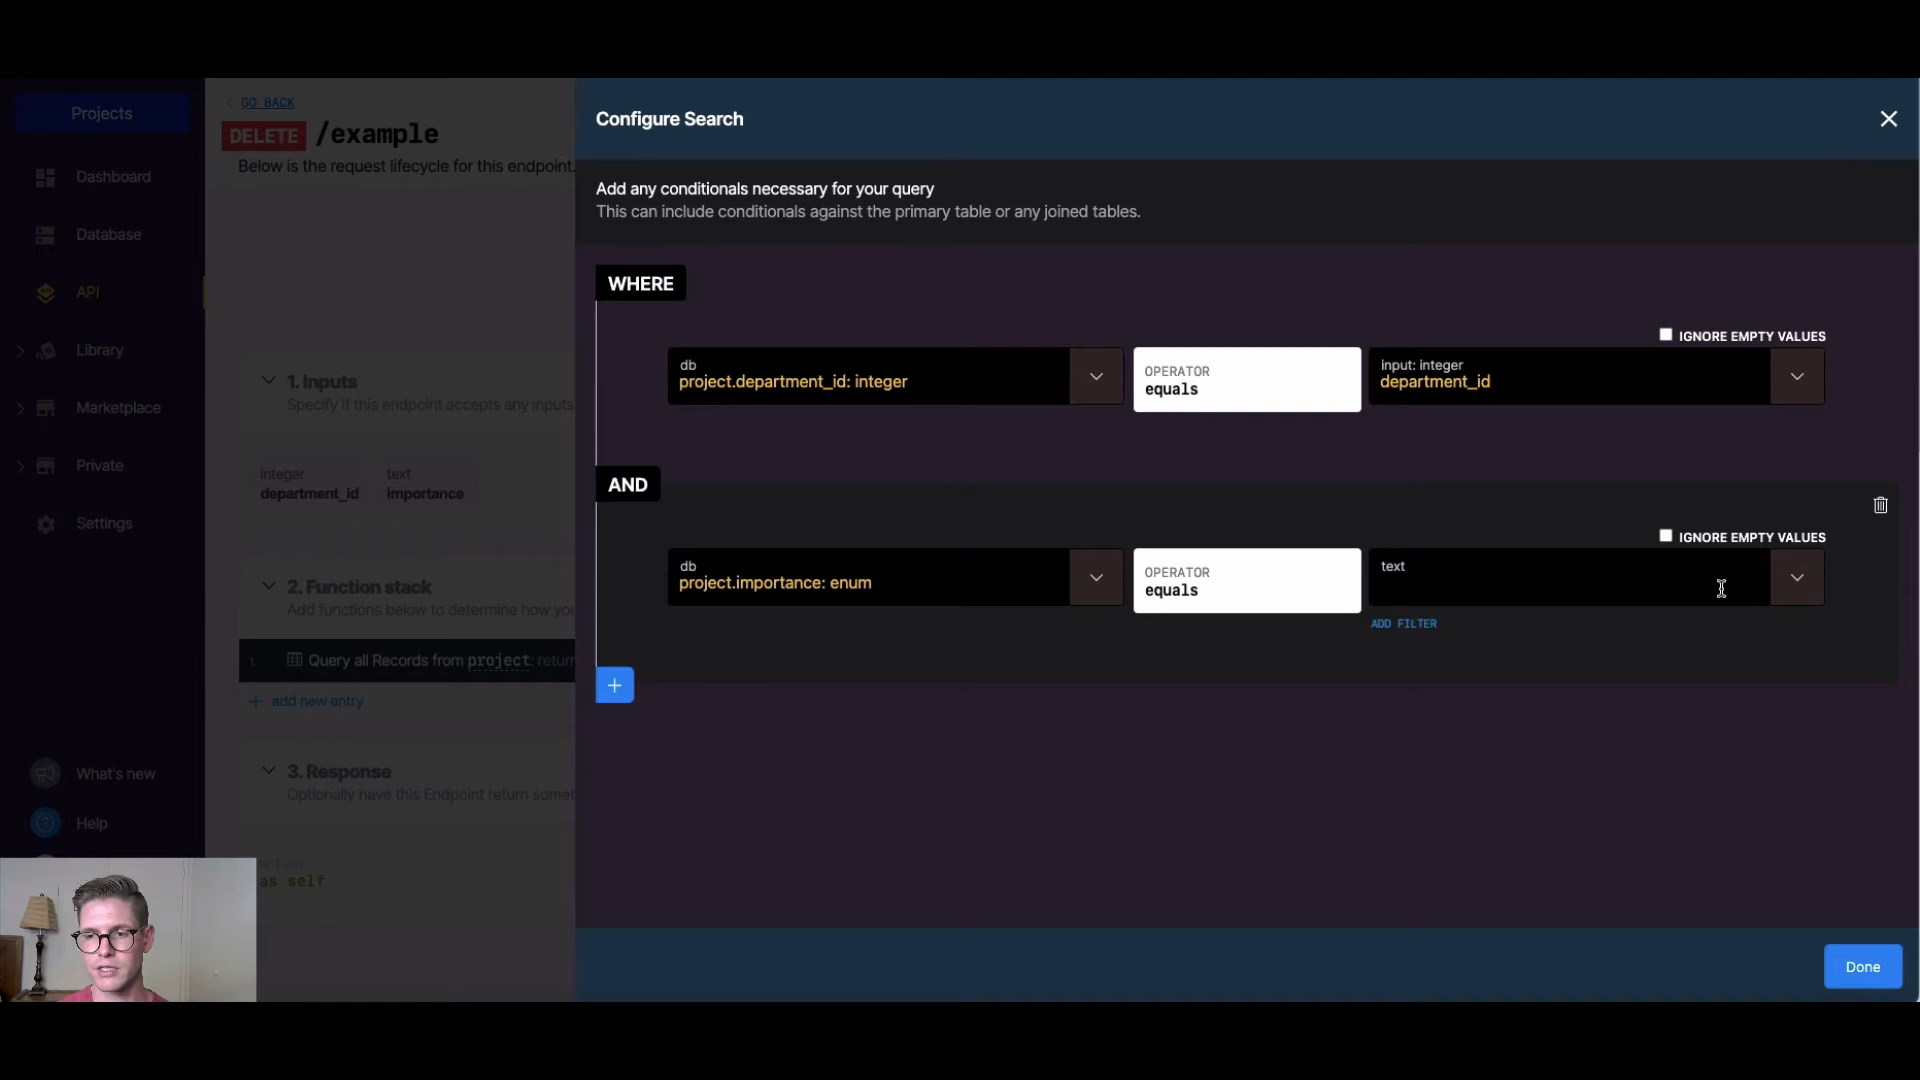 Projects
Dashboard
Database
API
Library
Marketplace
Private
Settings
What's new
Help
GO BACK
DELETE /example
Below is the request lifecycle for this endpoint.
1. Inputs
Specify if this endpoint accepts any inputs
integer
department_id
text
importance
2. Function stack
Add functions below to determine how you
1 Query all Records from project: return
+ add new entry
3. Response
Optionally have this Endpoint return somet
as self
Configure Search
Add any conditionals necessary for your query
This can include conditionals against the primary table or any joined tables.
WHERE
IGNORE EMPTY VALUES
db
project.department_id: integer
OPERATOR
equals
input: integer
department_id
AND
IGNORE EMPTY VALUES
db
project.importance: enum
OPERATOR
equals
text
ADD FILTER
+
Done